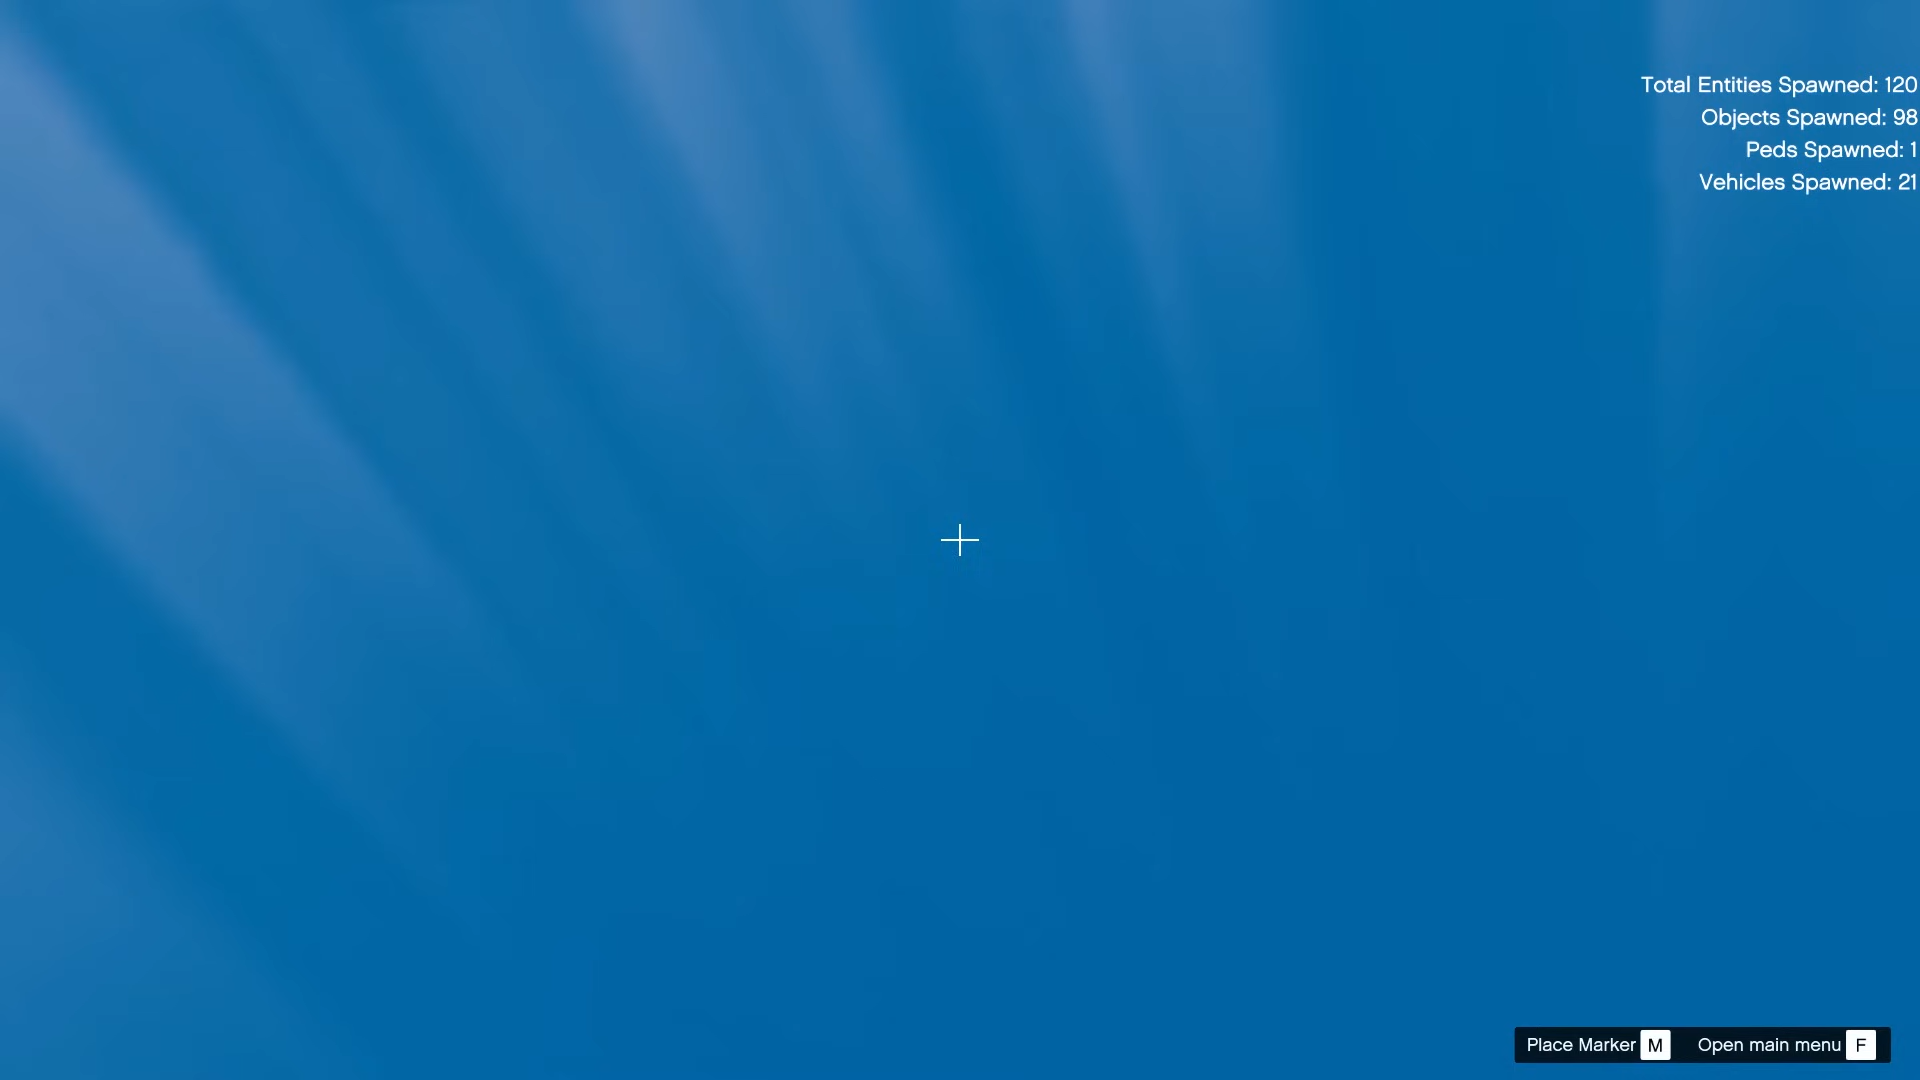 Total Entities Spawned: 120
Objects Spawned: 98
Peds Spawned: 1
Vehicles Spawned: 21
Place Marker M Open main menu F